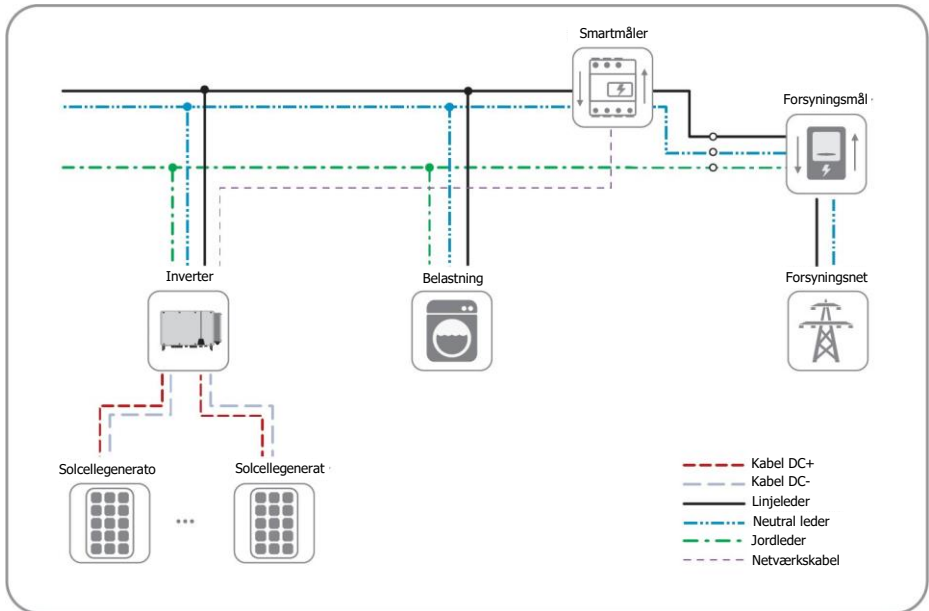 Smartmåler
Forsyningsmål
Inverter
Belastning
Forsyningsnet
Solcellegenerato
Solcellegenerat
...
Kabel DC+
Kabel DC-
Linjeleder
Neutral leder
Jordleder
Netværkskabel